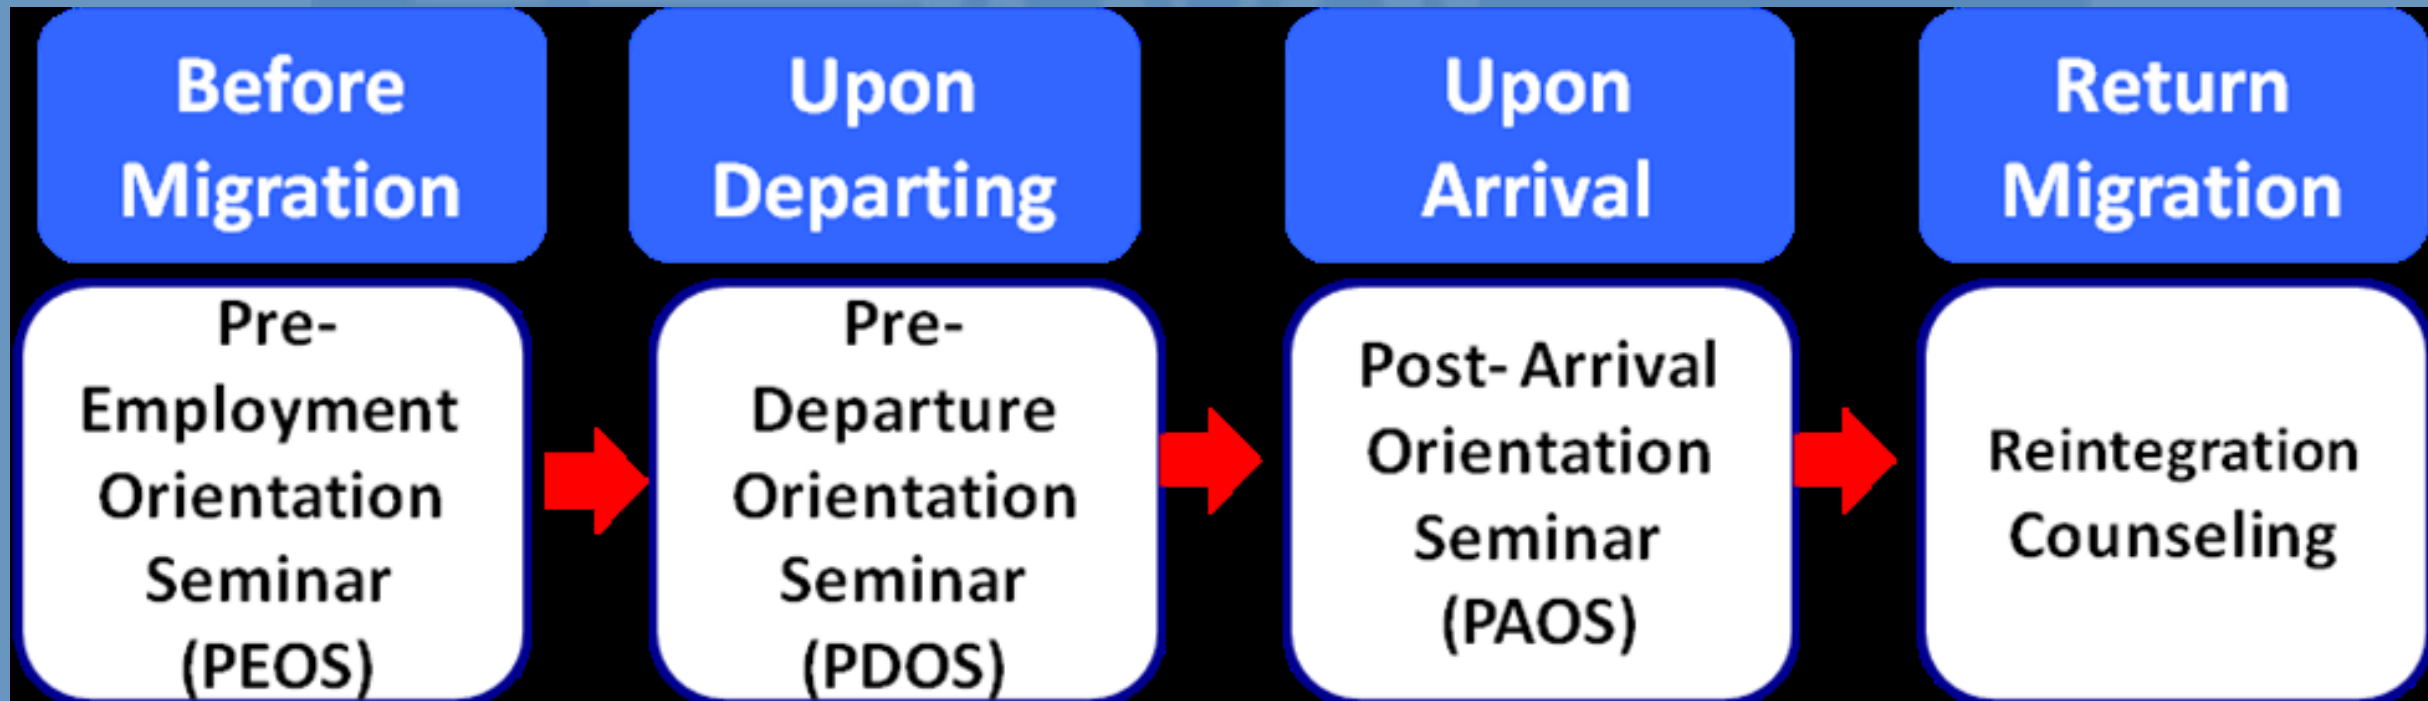 Before
Migration
Upon
Departing
Upon
Arrival
Return
Migration
Pre-
Employment
Orientation
Seminar
(PEOS)
Pre-
Departure
Orientation
Seminar
(PDOS)
Post- Arrival
Orientation
Seminar
(PAOS)
Reintegration
Counseling